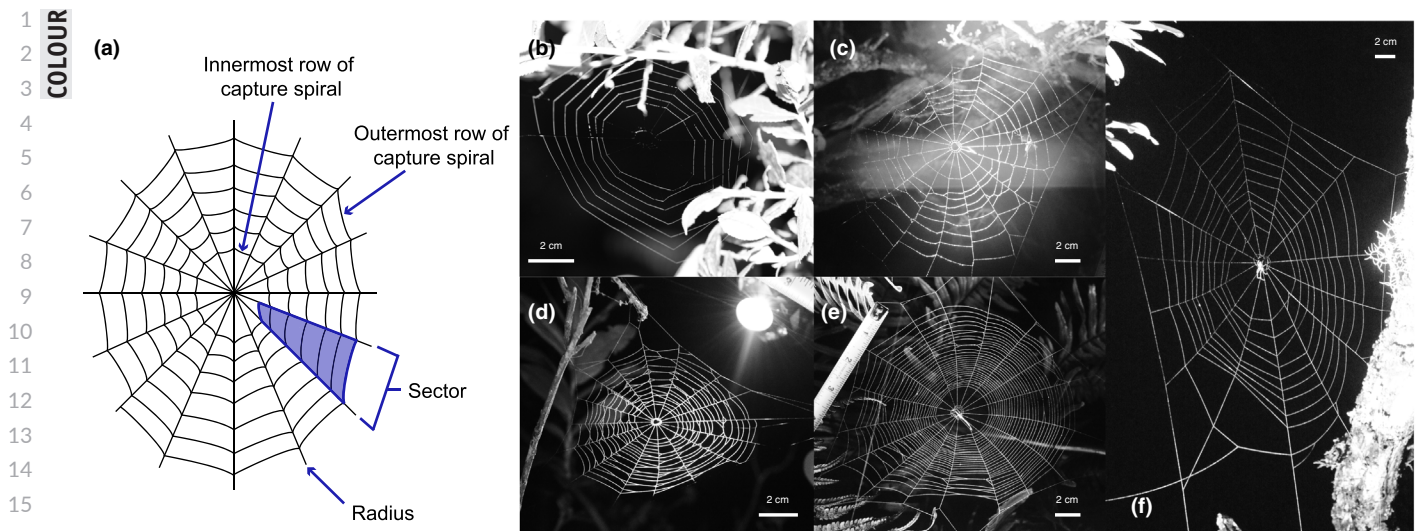 1
2
3
4
5
6
7
8
9
10
11
12
13
14
15
COLOUR
(a)
Innermost row of
capture spiral
Outermost row of
capture spiral
Sector
Radius
(b)
2 cm
(c)
2 cm
(d)
2 cm
(e)
2 cm
2 cm
(f)